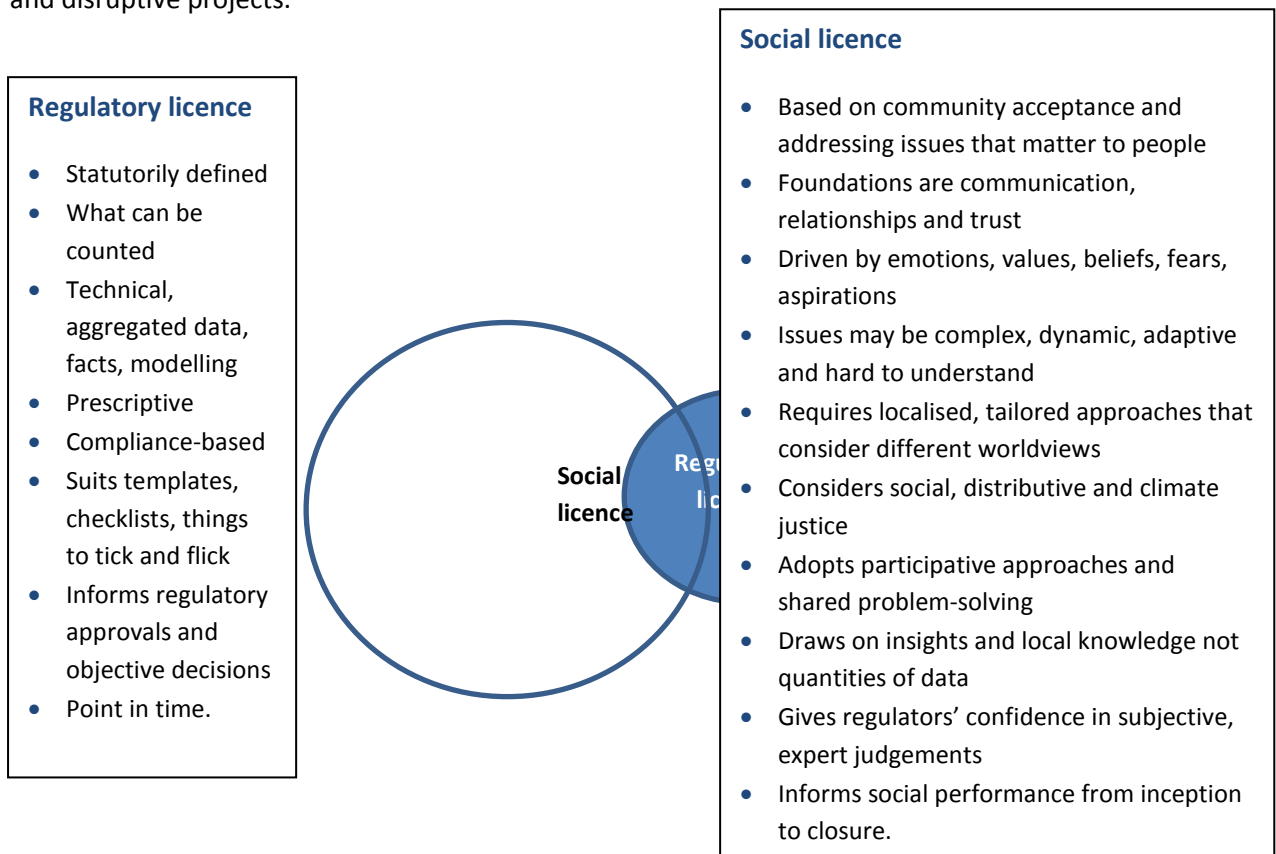 and disruptive projects.
Regulatory licence
• Statutorily defined
• What can be
counted
• Technical,
aggregated data,
facts, modelling
• Prescriptive
• Compliance-based
• Suits templates,
checklists, things
to tick and flick
• Informs regulatory
approvals and
objective decisions
• Point in time.
Social
licence
Social licence
• Based on community acceptance and
addressing issues that matter to people
• Foundations are communication,
relationships and trust
• Driven by emotions, values, beliefs, fears,
aspirations
• Issues may be complex, dynamic, adaptive
and hard to understand
• Requires localised, tailored approaches that
consider different worldviews
• Considers social, distributive and climate
justice
• Adopts participative approaches and
shared problem-solving
• Draws on insights and local knowledge not
quantities of data
• Gives regulators’ confidence in subjective,
expert judgements
• Informs social performance from inception
to closure.